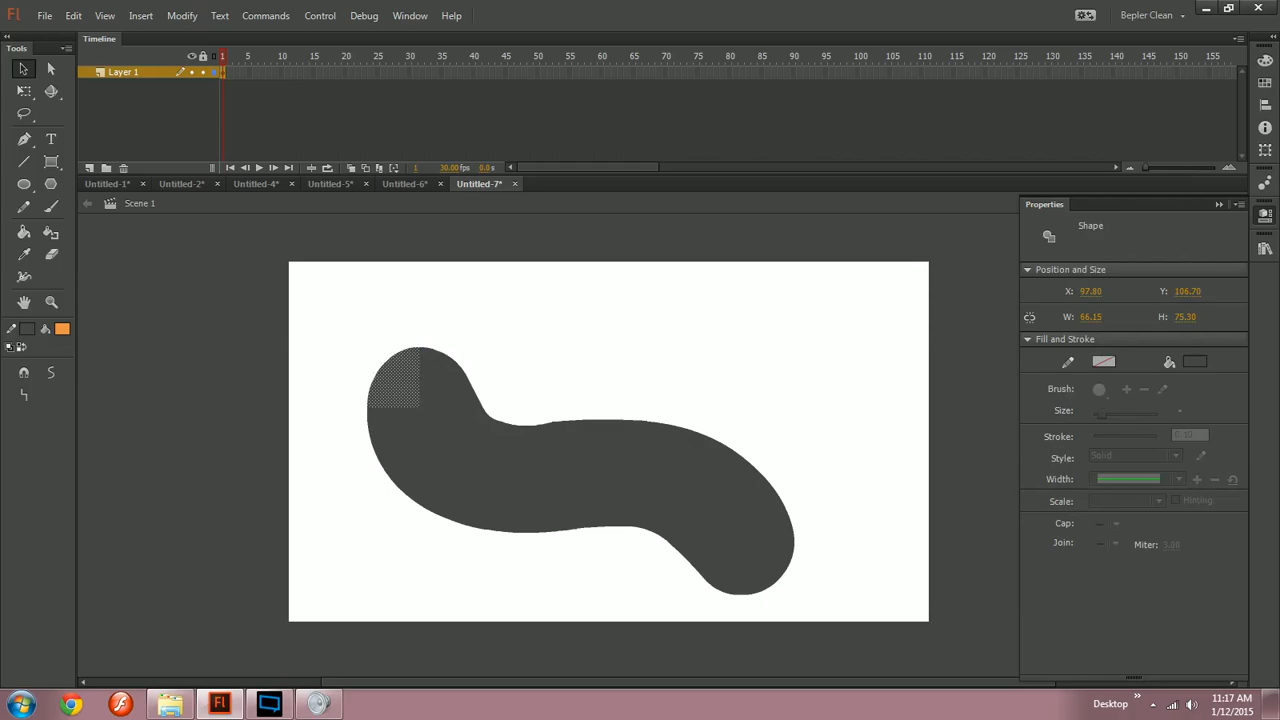 Fl File Edit View Insert Modify Text Commands Control Debug Window Help Bepler Clean
Tools
Timeline
1 5 10 15 20 25 30 35 40 45 50 55 60 65 70 75 80 85 90 95 100 105 110 115 120 125 130 135 140 145 150 155
Layer 1
1 30.00fps 0.0s
Untitled-1* Untitled-2* Untitled-4* Untitled-5* Untitled-6* Untitled-7*
Scene 1
Properties
Shape
Position and Size
X: 97.80 Y: 106.70
W: 66.15 H: 75.30
Fill and Stroke
Brush:
Size:
Stroke: 0.10
Style: Solid
Width:
Scale: Hinting
Cap:
Join: Miter: 3.00
Fl
Desktop
11:17 AM
1/12/2015